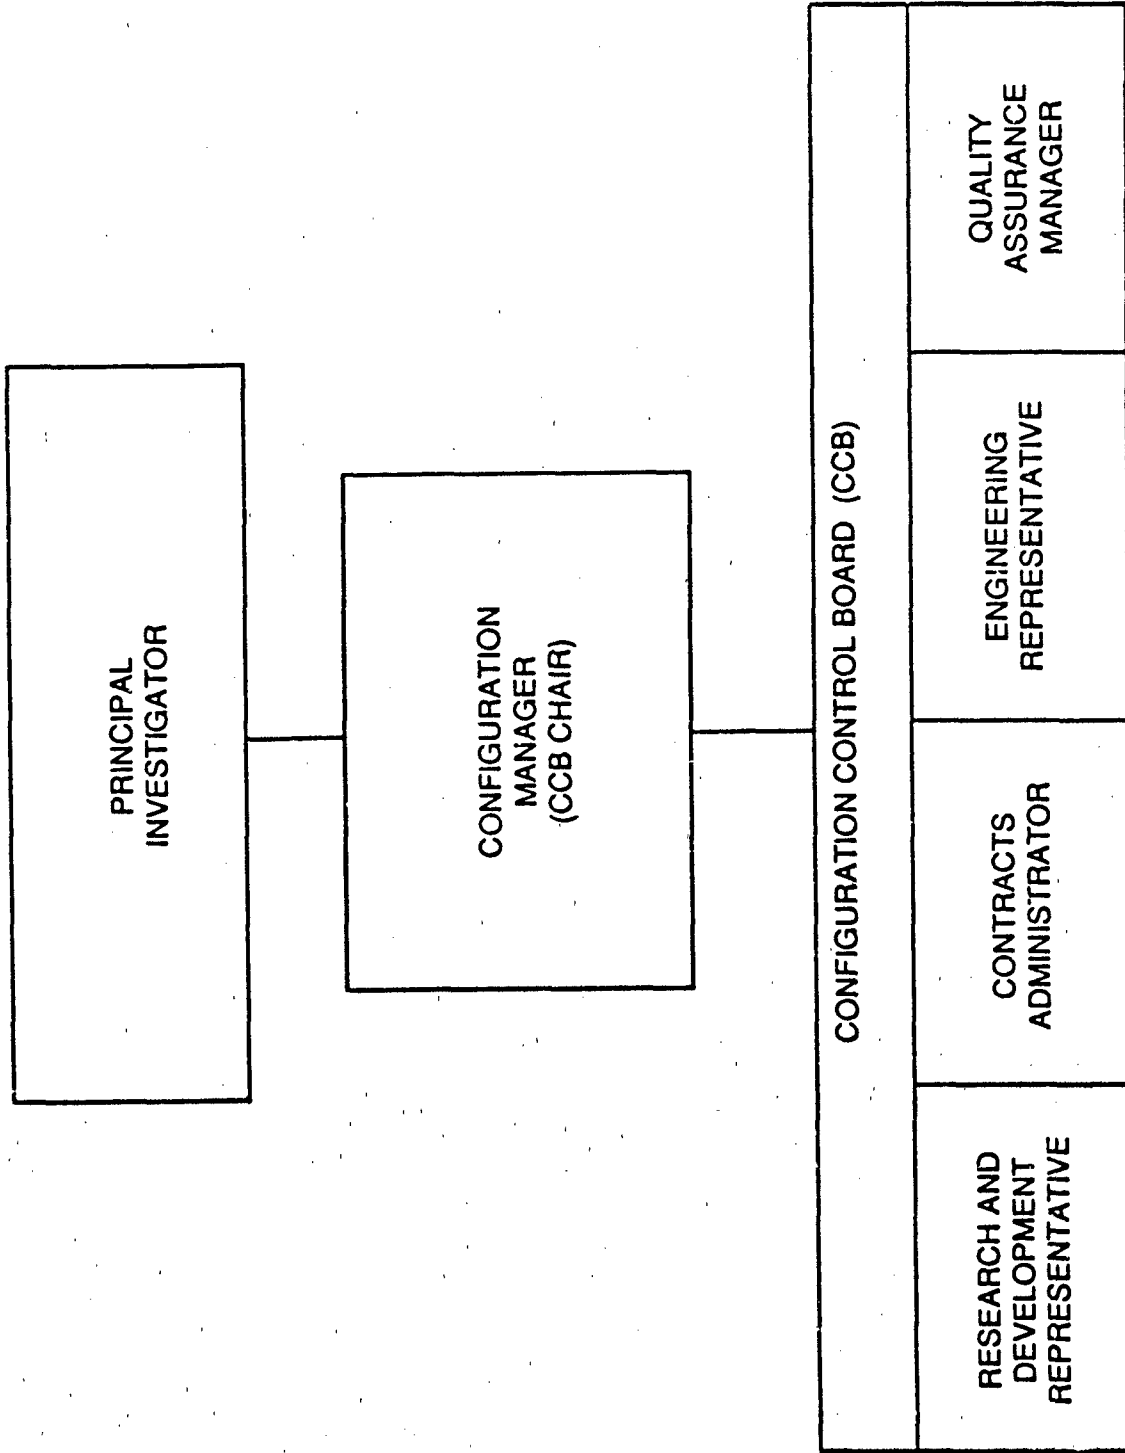 PRINCIPAL
INVESTIGATOR
CONFIGURATION
MANAGER
(CCB CHAIR)
CONFIGURATION CONTROL BOARD (CCB)
RESEARCH AND
DEVELOPMENT
REPRESENTATIVE
CONTRACTS
ADMINISTRATOR
ENGINEERING
REPRESENTATIVE
QUALITY
ASSURANCE
MANAGER